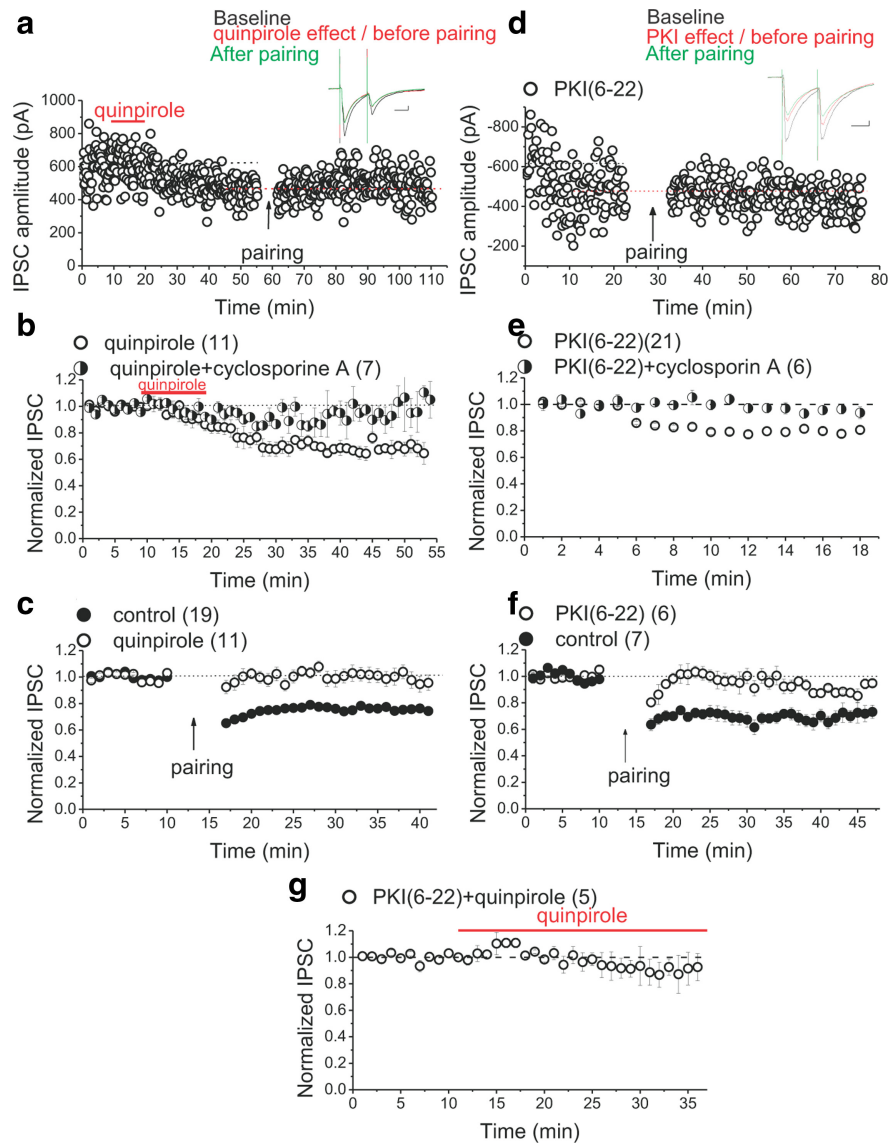 a
Baseline
quinpirole effect / before pairing
After pairing
quinpirole
IPSC apmlitude (pA)
1000
800
600
400
200
0
pairing
0 10 20 30 40 50 60 70 80 90 100 110
Time (min)
d
Baseline
PKI effect / before pairing
After pairing
PKI(6-22)
IPSC amplitude (pA)
-800
-600
-400
-200
pairing
0 10 20 30 40 50 60 70 80
Time (min)
b
quinpirole (11)
quinpirole+cyclosporine A (7)
quinpirole
Normalized IPSC
1.2
1.0
0.8
0.6
0.4
0.2
0.0
0 5 10 15 20 25 30 35 40 45 50 55
Time (min)
e
PKI(6-22)(21)
PKI(6-22)+cyclosporin A (6)
Normalized IPSC
1.2
1.0
0.8
0.6
0.4
0.2
0.0
0 2 4 6 8 10 12 14 16 18
Time (min)
c
control (19)
quinpirole (11)
Normalized IPSC
1.2
1.0
0.8
0.6
0.4
0.2
0.0
pairing
0 5 10 15 20 25 30 35 40
Time (min)
f
PKI(6-22) (6)
control (7)
Normalized IPSC
1.2
1.0
0.8
0.6
0.4
0.2
0.0
pairing
0 5 10 15 20 25 30 35 40 45
Time (min)
g
PKI(6-22)+quinpirole (5)
quinpirole
Normalized IPSC
1.2
1.0
0.8
0.6
0.4
0.2
0.0
0 5 10 15 20 25 30 35
Time (min)